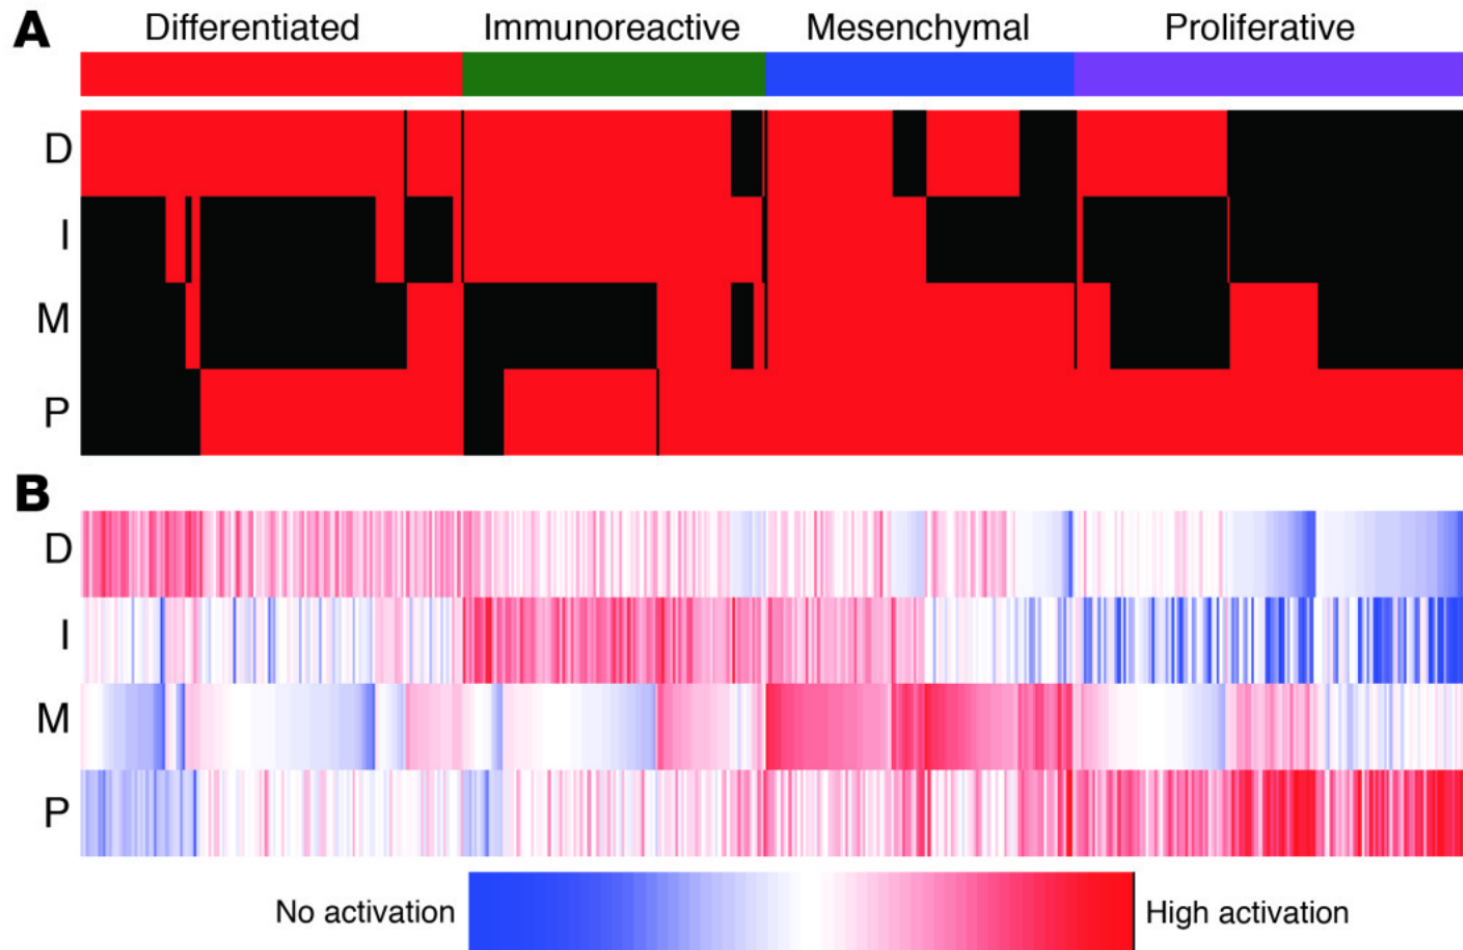 A
Differentiated Immunoreactive Mesenchymal Proliferative
D
I
M
P
B
D
I
M
P
No activation High activation